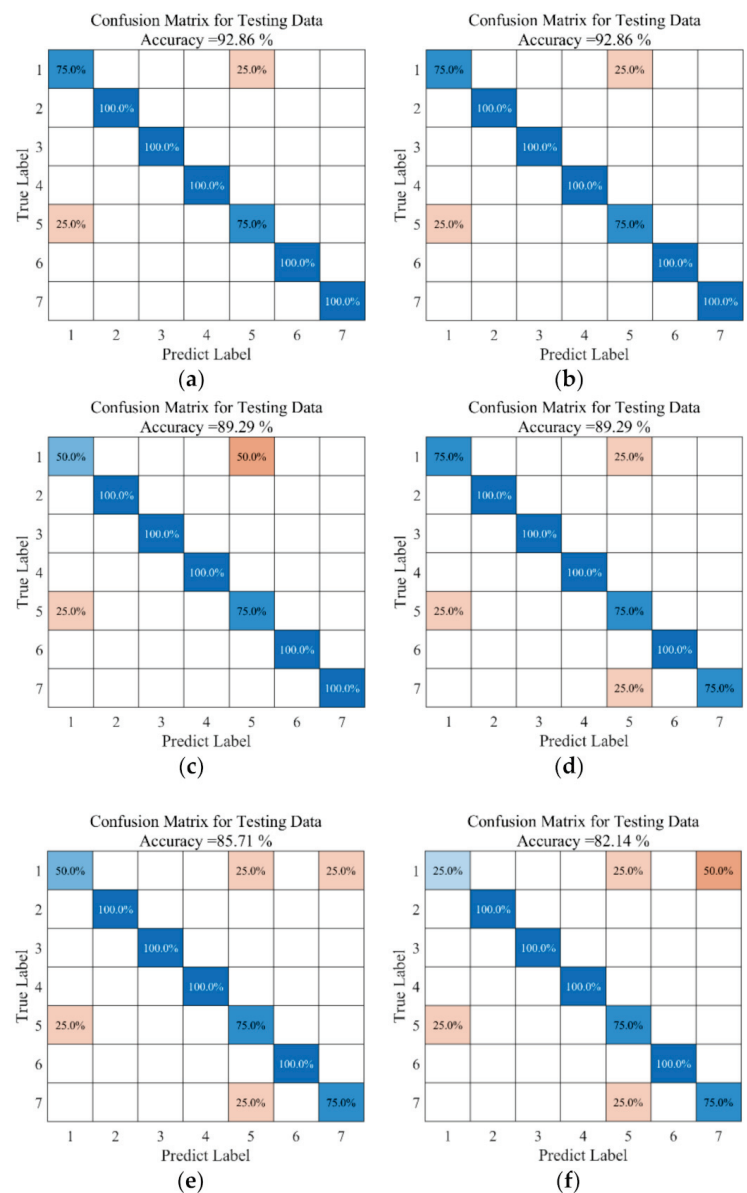 Confusion Matrix for Testing Data
Accuracy =92.86 %
1 75.0% 25.0%
2 100.0%
3 100.0%
4 100.0%
5 25.0% 75.0%
6 100.0%
7 100.0%
True Label
1 2 3 4 5 6 7
Predict Label
(a)
Confusion Matrix for Testing Data
Accuracy =92.86 %
1 75.0% 25.0%
2 100.0%
3 100.0%
4 100.0%
5 25.0% 75.0%
6 100.0%
7 100.0%
True Label
1 2 3 4 5 6 7
Predict Label
(b)
Confusion Matrix for Testing Data
Accuracy =89.29 %
1 50.0% 50.0%
2 100.0%
3 100.0%
4 100.0%
5 25.0% 75.0%
6 100.0%
7 100.0%
True Label
1 2 3 4 5 6 7
Predict Label
(c)
Confusion Matrix for Testing Data
Accuracy =89.29 %
1 75.0% 25.0%
2 100.0%
3 100.0%
4 100.0%
5 25.0% 75.0%
6 100.0%
7 25.0% 75.0%
True Label
1 2 3 4 5 6 7
Predict Label
(d)
Confusion Matrix for Testing Data
Accuracy =85.71 %
1 50.0% 25.0% 25.0%
2 100.0%
3 100.0%
4 100.0%
5 25.0% 75.0%
6 100.0%
7 25.0% 75.0%
True Label
1 2 3 4 5 6 7
Predict Label
(e)
Confusion Matrix for Testing Data
Accuracy =82.14 %
1 25.0% 25.0% 50.0%
2 100.0%
3 100.0%
4 100.0%
5 25.0% 75.0%
6 100.0%
7 25.0% 75.0%
True Label
1 2 3 4 5 6 7
Predict Label
(f)